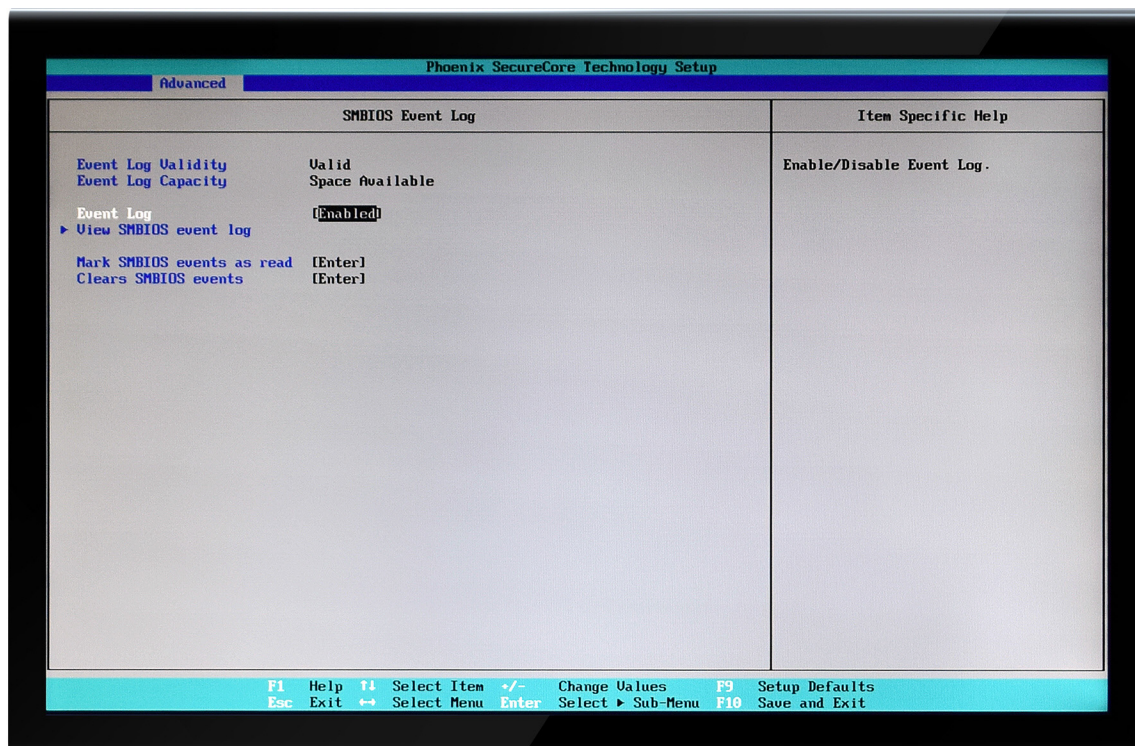 Phoenix SecureCore Technology Setup
Advanced
SMBIOS Event Log
Item Specific Help
Event Log Validity Valid
Event Log Capacity Space Available
Event Log [Enabled]
▶ View SMBIOS event log
Mark SMBIOS events as read [Enter]
Clears SMBIOS events [Enter]
Enable/Disable Event Log.
F1 Help ↑↓ Select Item +/- Change Values F9 Setup Defaults
Esc Exit ↔ Select Menu Enter Select ▶ Sub-Menu F10 Save and Exit